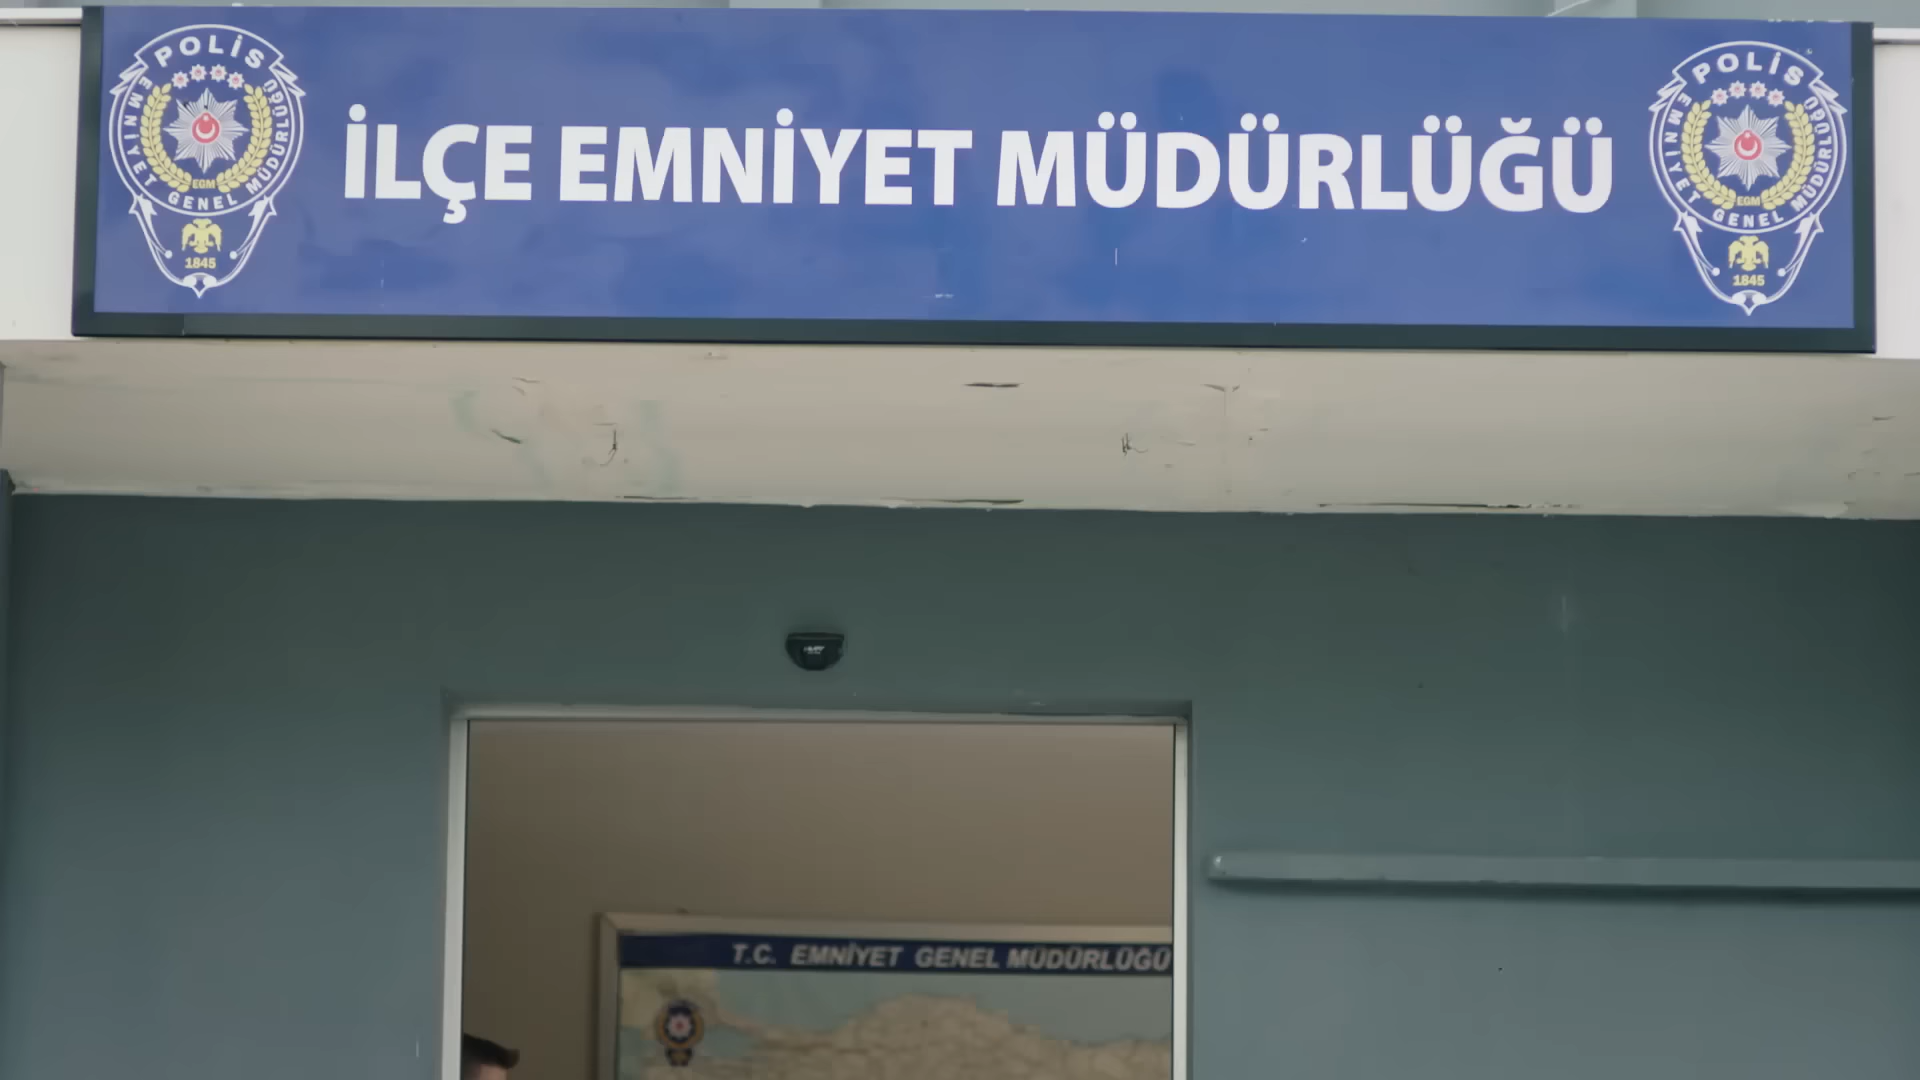 POLİS
EMNİYET GENEL MÜDÜRLÜĞÜ
EGM
1845
İLÇE EMNİYET MÜDÜRLÜĞÜ
POLİS
EMNİYET GENEL MÜDÜRLÜĞÜ
EGM
1845
T.C. EMNİYET GENEL MÜDÜRLÜĞÜ